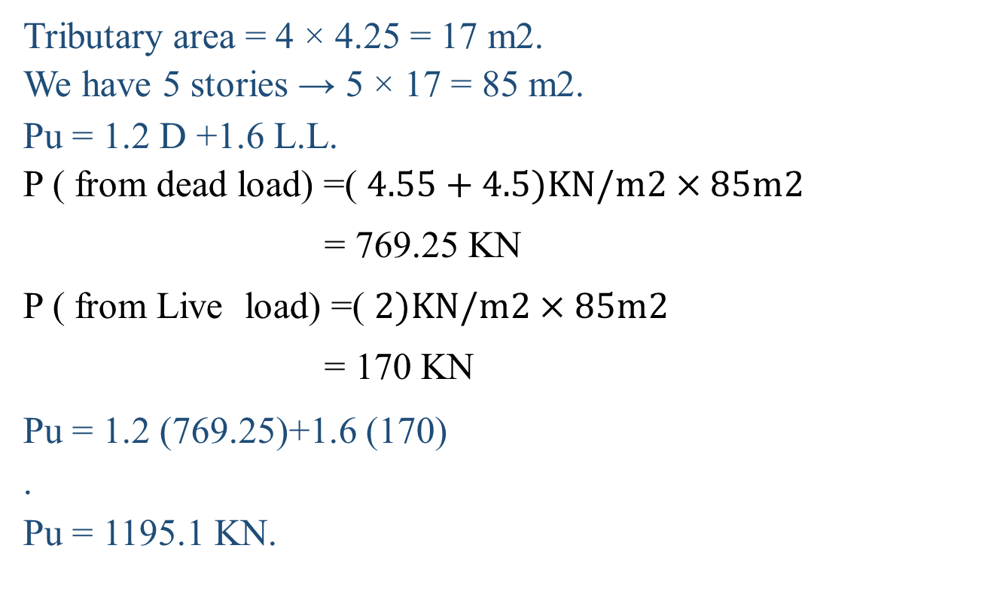 Tributary area = 4 × 4.25 = 17 m2.
We have 5 stories → 5 × 17 = 85 m2.
Pu = 1.2 D +1.6 L.L.
P ( from dead load) =( 4.55 + 4.5)KN/m2 × 85m2
= 769.25 KN
P ( from Live load) =( 2)KN/m2 × 85m2
= 170 KN
Pu = 1.2 (769.25)+1.6 (170)
.
Pu = 1195.1 KN.